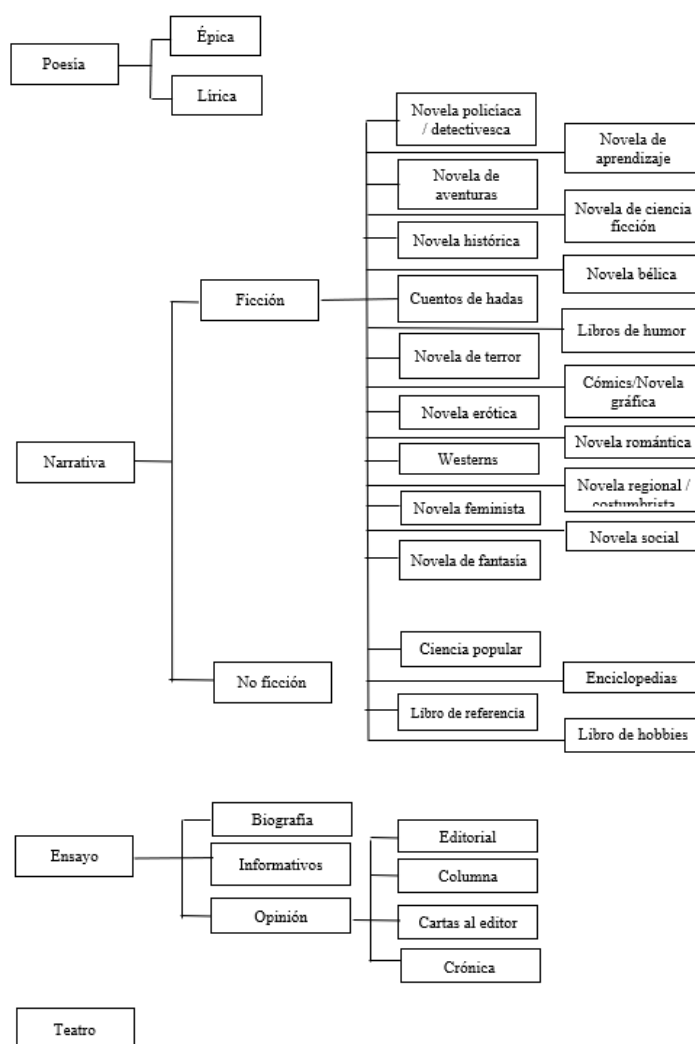 Poesía
Épica
Lírica
Narrativa
Ficción
Novela policíaca
/ detectivesca
Novela de
aprendizaje
Novela de
aventuras
Novela de ciencia
ficción
Novela histórica
Novela bélica
Cuentos de hadas
Libros de humor
Novela de terror
Cómics/Novela
gráfica
Novela erótica
Novela romántica
Westerns
Novela regional /
costumbrista
Novela feminista
Novela social
Novela de fantasía
No ficción
Ciencia popular
Enciclopedias
Libro de referencia
Libro de hobbies
Ensayo
Biografía
Informativos
Opinión
Editorial
Columna
Cartas al editor
Crónica
Teatro